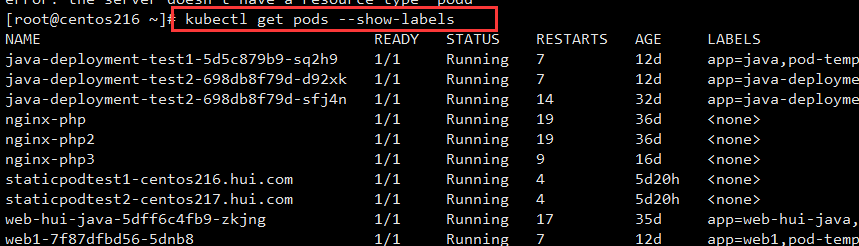 error: the server doesn't have a resource type "podd"
[root@centos216 ~]# kubectl get pods --show-labels
NAME READY STATUS RESTARTS AGE LABELS
java-deployment-test1-5d5c879b9-sq2h9 1/1 Running 7 12d app=java,pod-temp
java-deployment-test2-698db8f79d-d92xk 1/1 Running 7 12d app=java-deployme
java-deployment-test2-698db8f79d-sfj4n 1/1 Running 14 32d app=java-deployme
nginx-php 1/1 Running 19 36d <none>
nginx-php2 1/1 Running 19 36d <none>
nginx-php3 1/1 Running 9 16d <none>
staticpodtest1-centos216.hui.com 1/1 Running 4 5d20h <none>
staticpodtest2-centos217.hui.com 1/1 Running 4 5d20h <none>
web-hui-java-5dff6c4fb9-zkjng 1/1 Running 17 35d app=web-hui-java,
web1-7f87dfbd56-5dnb8 1/1 Running 7 12d app=web1,pod-temp